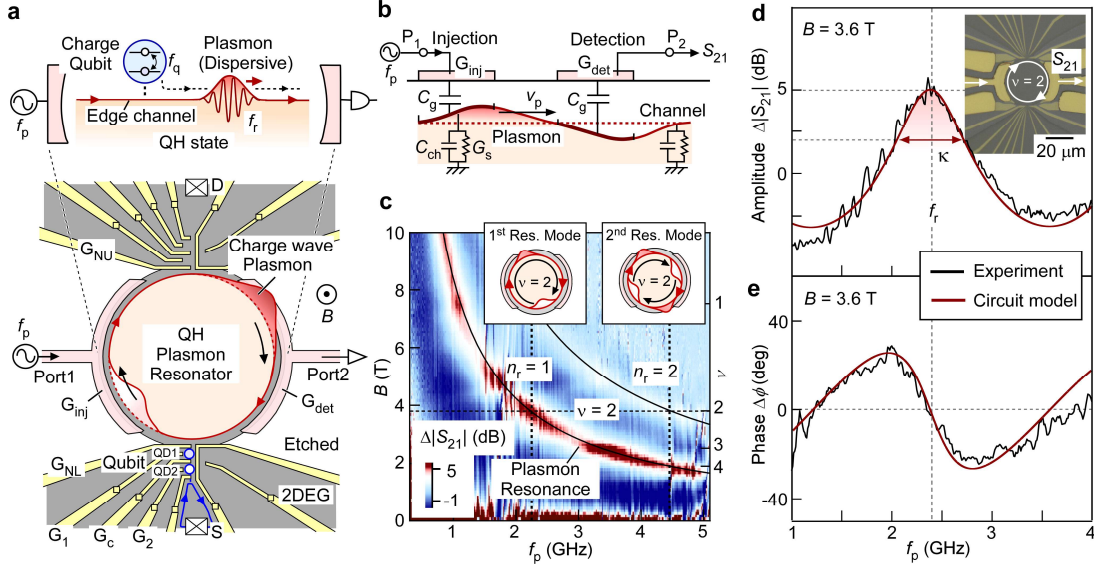 a
Charge
Qubit
f_q
Plasmon
(Dispersive)
Edge channel
f_r
f_p
QH state
D
G_NU
Charge wave
Plasmon
B
f_p
QH
Plasmon
Resonator
Port1
Port2
G_inj
G_det
Etched
G_NL
Qubit
QD1
QD2
2DEG
G_1
G_c
G_2
S
b
P_1
Injection
Detection
P_2
S_21
f_p
G_inj
G_det
C_g
v_p
C_g
Channel
Plasmon
C_ch
G_s
c
1st Res. Mode
2nd Res. Mode
ν = 2
ν = 2
n_r = 1
n_r = 2
ν = 2
Δ|S_21| (dB)
5
-1
Plasmon
Resonance
B (T)
10
8
6
4
2
0
ν
1
2
3
4
1
2
3
4
5
f_p (GHz)
d
B = 3.6 T
S_21
ν = 2
20 μm
κ
f_r
Amplitude Δ|S_21| (dB)
5
0
Experiment
Circuit model
e
B = 3.6 T
Phase Δϕ (deg)
40
0
-40
1
2
3
4
f_p (GHz)